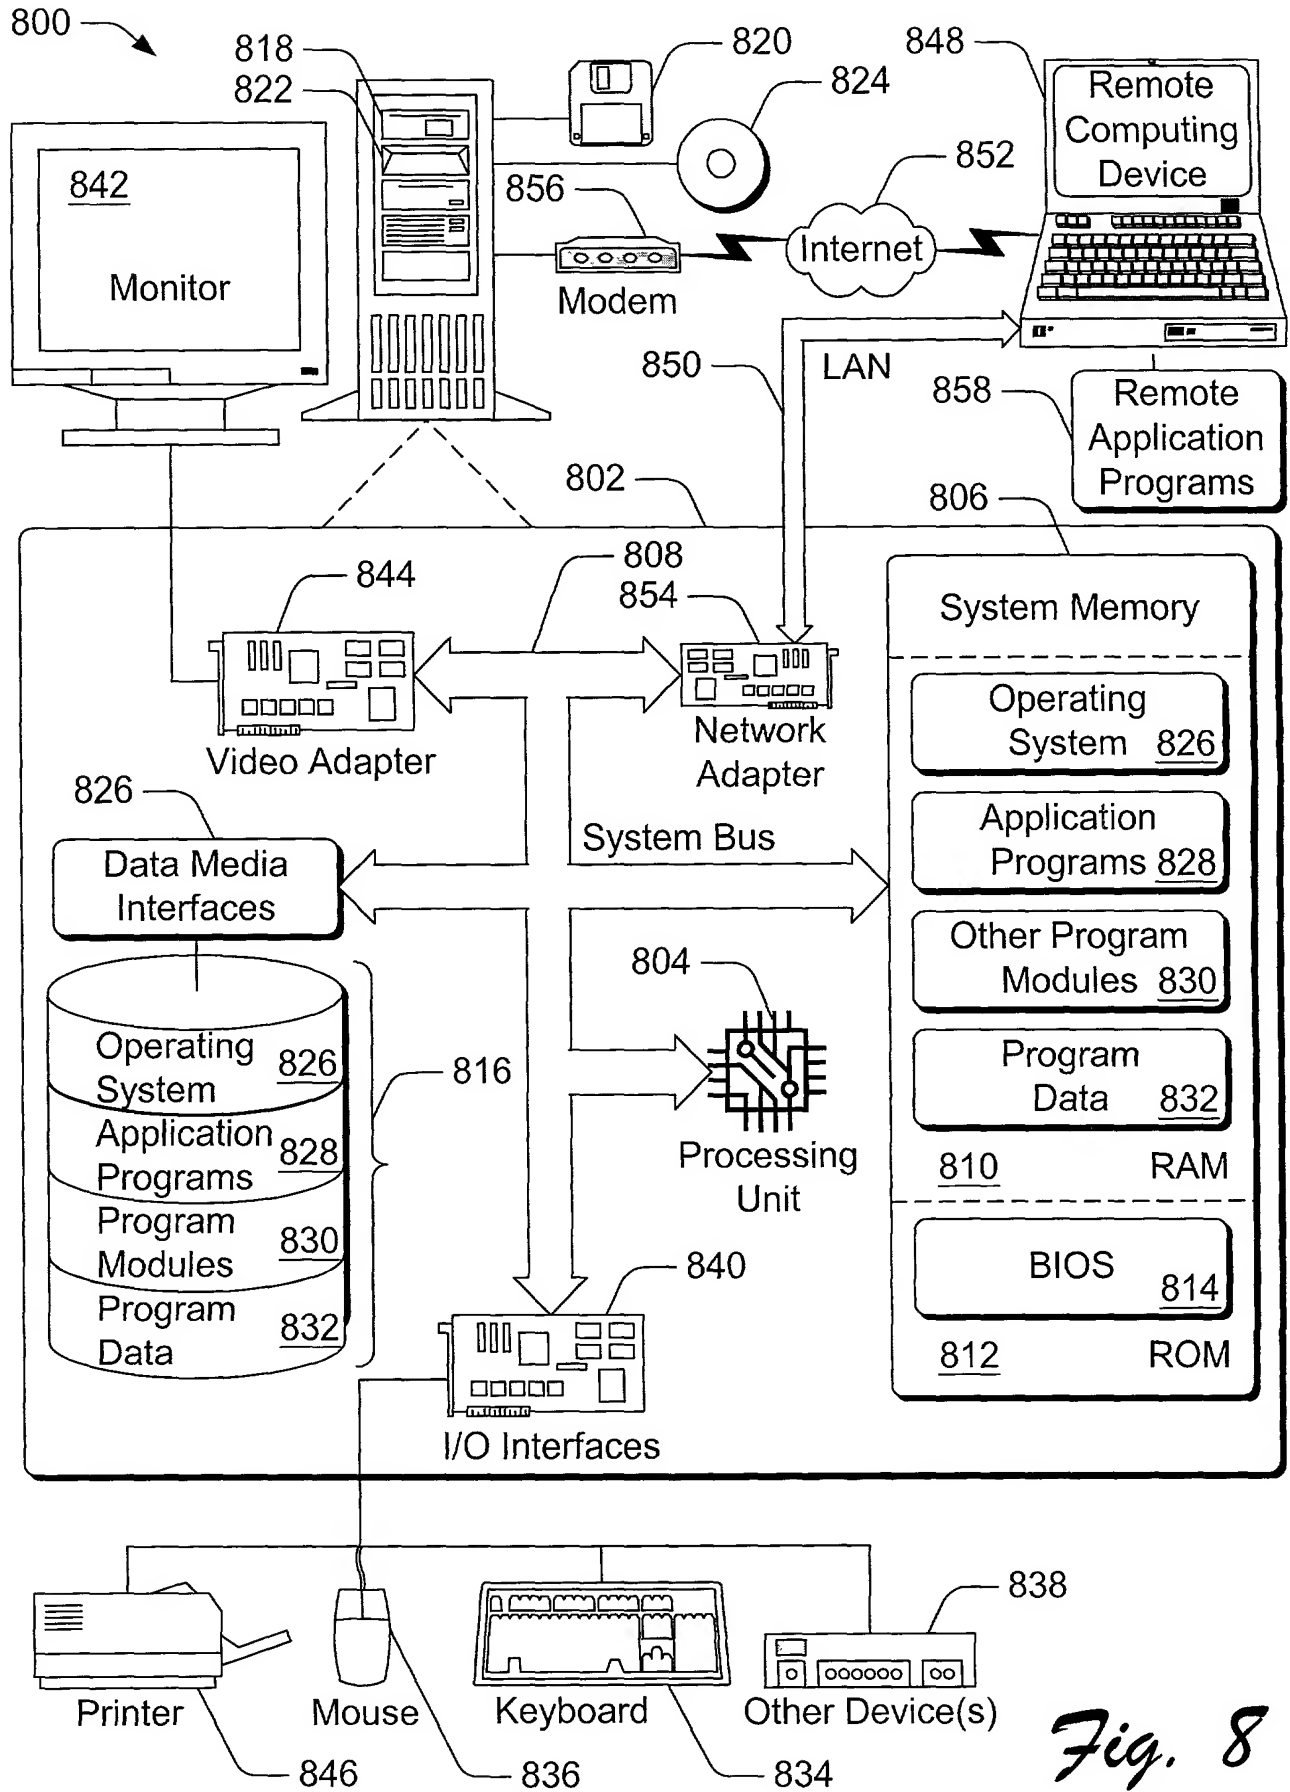 800
818
822
820
824
848
Remote
Computing
Device
842
Monitor
856
Modem
852
Internet
850
LAN
858
Remote
Application
Programs
802
806
808
844
854
Video Adapter
Network
Adapter
System Memory
Operating
System 826
Application
Programs 828
Other Program
Modules 830
Program
Data 832
810 RAM
BIOS 814
812 ROM
826
Data Media
Interfaces
System Bus
804
Processing
Unit
Operating
System 826
Application
Programs 828
Program
Modules 830
Program
Data 832
816
840
I/O Interfaces
838
Printer
Mouse
Keyboard
Other Device(s)
846
836
834
Fig. 8